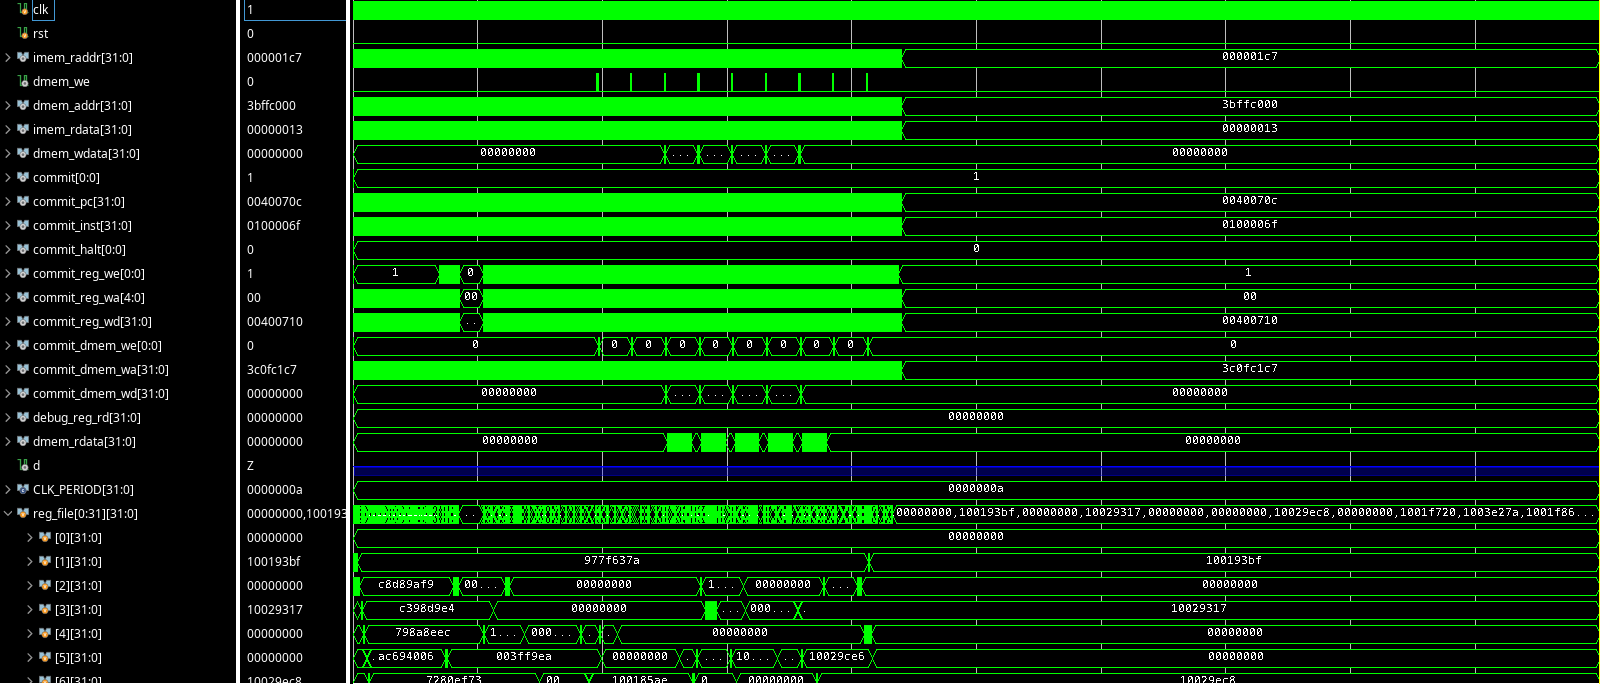 clk 1
rst 0
imem_raddr[31:0] 000001c7 000001c7
dmem_we 0
dmem_addr[31:0] 3bffc000 3bffc000
imem_rdata[31:0] 00000013 00000013
dmem_wdata[31:0] 00000000 00000000 ... ... ... ... 00000000
commit[0:0] 1 1
commit_pc[31:0] 0040070c 0040070c
commit_inst[31:0] 0100006f 0100006f
commit_halt[0:0] 0 0
commit_reg_we[0:0] 1 1 0 1
commit_reg_wa[4:0] 00 00 00
commit_reg_wd[31:0] 00400710 .. 00400710
commit_dmem_we[0:0] 0 0 0 0 0 0 0 0 0 0 0
commit_dmem_wa[31:0] 3c0fc1c7 3c0fc1c7
commit_dmem_wd[31:0] 00000000 00000000 ... ... ... ... 00000000
debug_reg_rd[31:0] 00000000 00000000
dmem_rdata[31:0] 00000000 00000000 00000000
d Z
CLK_PERIOD[31:0] 0000000a 0000000a
reg_file[0:31][31:0] 00000000,100193 .. 00000000,100193bf,00000000,10029317,00000000,00000000,10029ec8,00000000,1001f720,1003e27a,1001f86...
[0][31:0] 00000000 00000000
[1][31:0] 100193bf 977f637a 100193bf
[2][31:0] 00000000 c8d89af9 00... 00000000 1... 00000000 ... 00000000
[3][31:0] 10029317 c398d9e4 00000000 ... 000... . 10029317
[4][31:0] 00000000 798a8eec 1... 000... . . 00000000 00000000
[5][31:0] 00000000 ac694006 003ff9ea 00000000 . ... 10... .. 10029ce6 00000000
[6][31:0] 10029ec8 7280ef73 00 100185ae 0 00000000 10029ec8